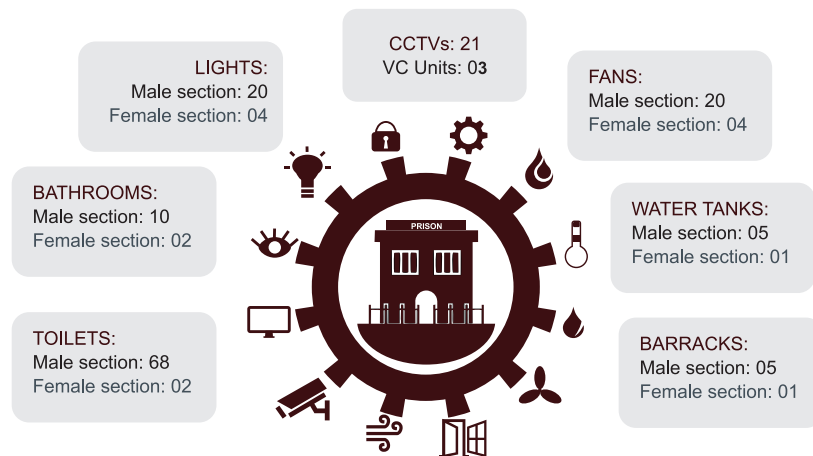 CCTVs: 21
VC Units: 03
LIGHTS:
Male section: 20
Female section: 04
FANS:
Male section: 20
Female section: 04
BATHROOMS:
Male section: 10
Female section: 02
WATER TANKS:
Male section: 05
Female section: 01
PRISON
TOILETS:
Male section: 68
Female section: 02
BARRACKS:
Male section: 05
Female section: 01